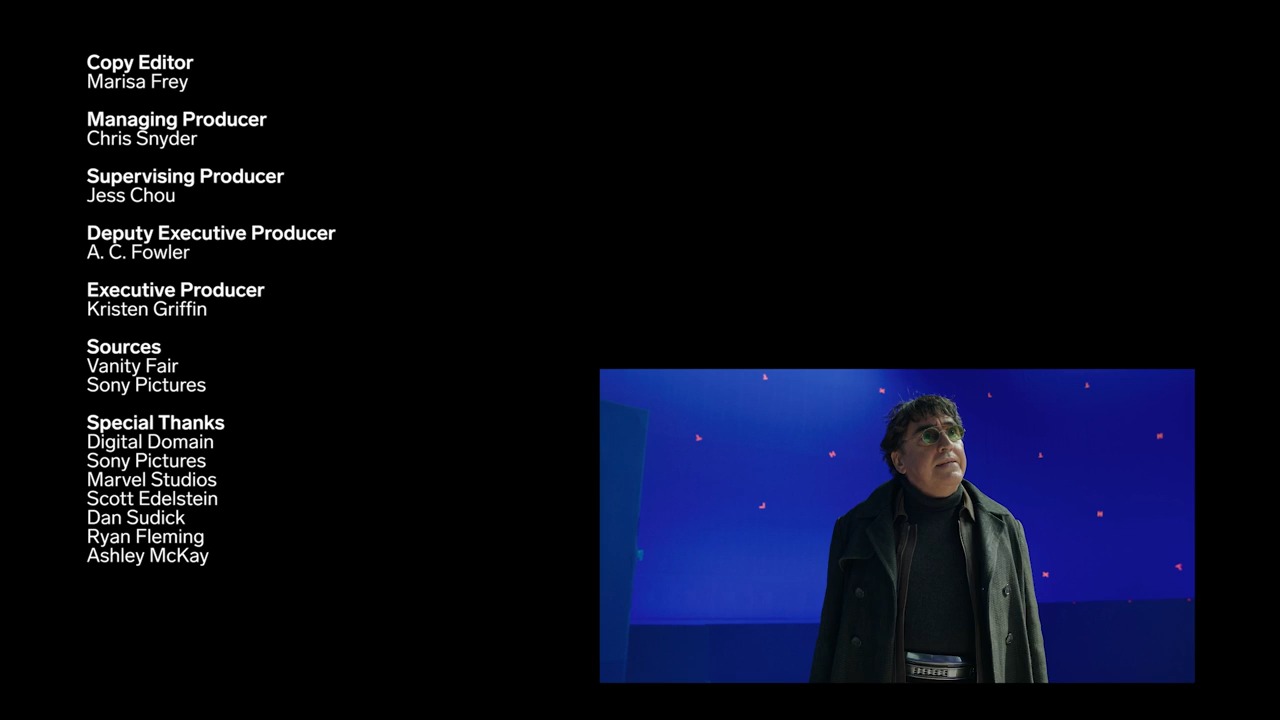 Copy Editor
Marisa Frey
Managing Producer
Chris Snyder
Supervising Producer
Jess Chou
Deputy Executive Producer
A. C. Fowler
Executive Producer
Kristen Griffin
Sources
Vanity Fair
Sony Pictures
Special Thanks
Digital Domain
Sony Pictures
Marvel Studios
Scott Edelstein
Dan Sudick
Ryan Fleming
Ashley McKay